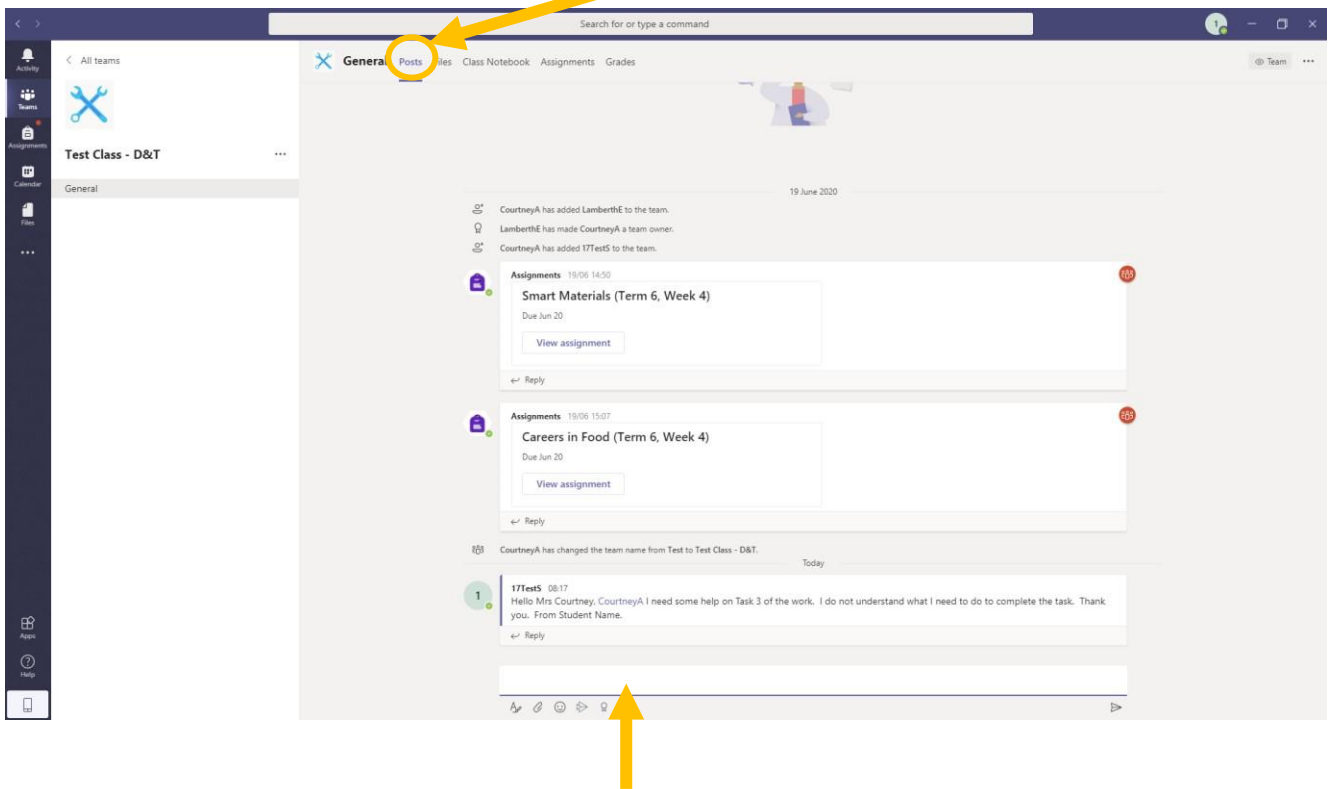 Search for or type a command
1
Activity
Teams
Assignments
Calendar
Files
Apps
Help
All teams
Test Class - D&T
General
General Posts Files Class Notebook Assignments Grades
Team
19 June 2020
CourtneyA has added LamberthE to the team.
LamberthE has made CourtneyA a team owner.
CourtneyA has added 17TestS to the team.
Assignments 19/06 14:50
Smart Materials (Term 6, Week 4)
Due Jun 20
View assignment
Reply
Assignments 19/06 15:07
Careers in Food (Term 6, Week 4)
Due Jun 20
View assignment
Reply
CourtneyA has changed the team name from Test to Test Class - D&T.
Today
1
17TestS 08:17
Hello Mrs Courtney, CourtneyA I need some help on Task 3 of the work. I do not understand what I need to do to complete the task. Thank
you. From Student Name.
Reply